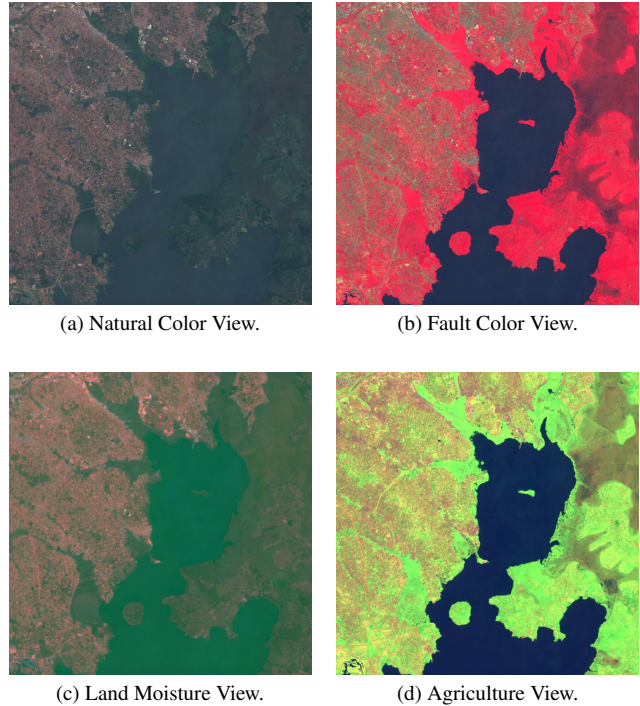 (a) Natural Color View.
(b) Fault Color View.
(c) Land Moisture View.
(d) Agriculture View.